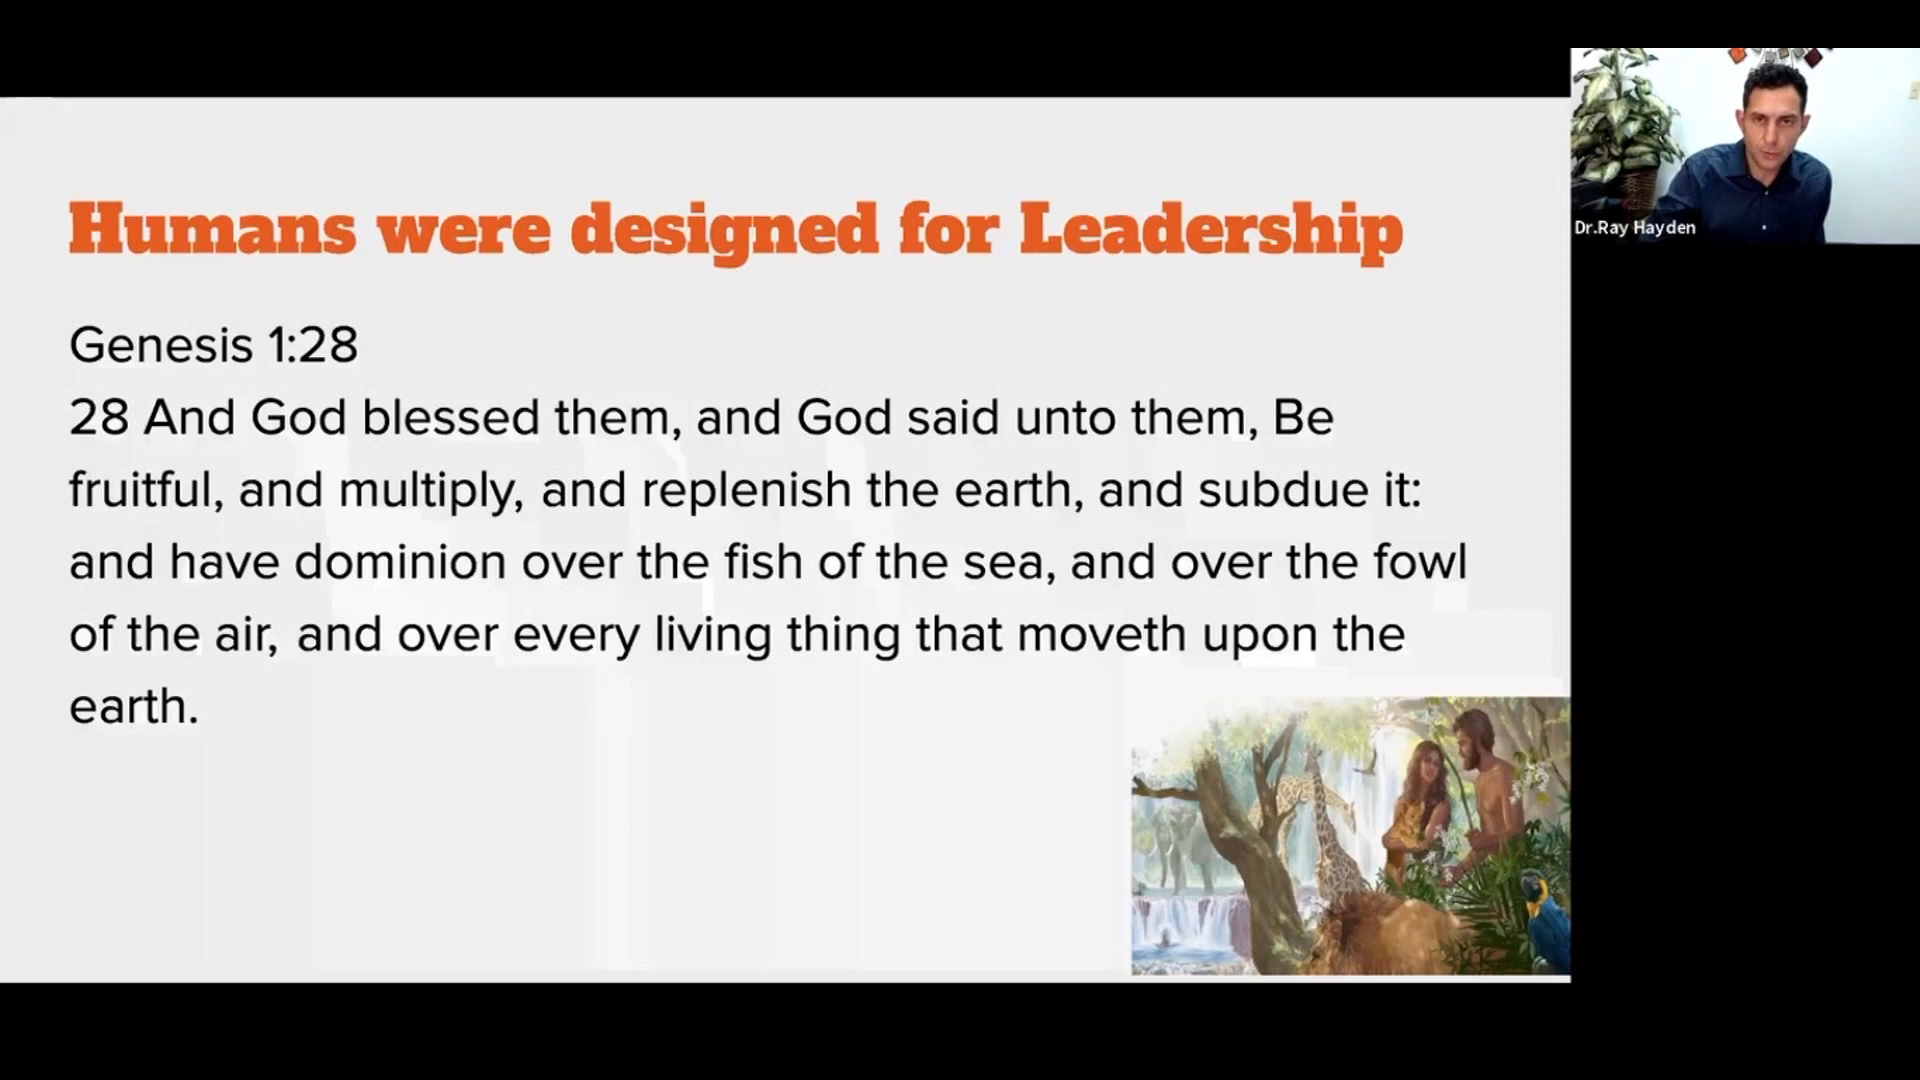 Humans were designed for Leadership
Genesis 1:28
28 And God blessed them, and God said unto them, Be
fruitful, and multiply, and replenish the earth, and subdue it:
and have dominion over the fish of the sea, and over the fowl
of the air, and over every living thing that moveth upon the
earth.
Dr.Ray Hayden